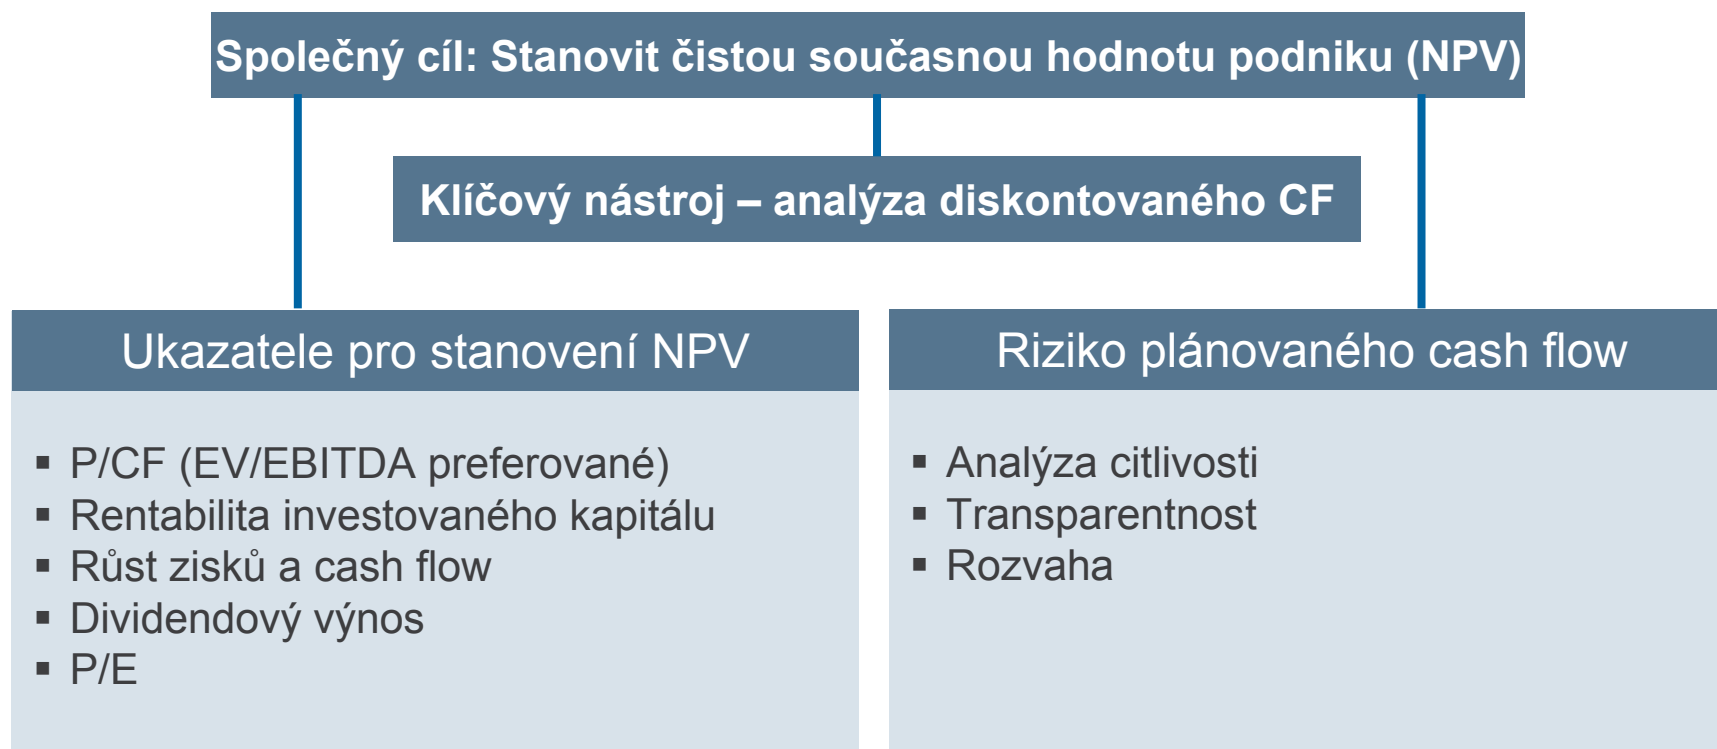 Společný cíl: Stanovit čistou současnou hodnotu podniku (NPV)
Klíčový nástroj – analýza diskontovaného CF
Ukazatele pro stanovení NPV
▪ P/CF (EV/EBITDA preferované)
▪ Rentabilita investovaného kapitálu
▪ Růst zisků a cash flow
▪ Dividendový výnos
▪ P/E
Riziko plánovaného cash flow
▪ Analýza citlivosti
▪ Transparentnost
▪ Rozvaha